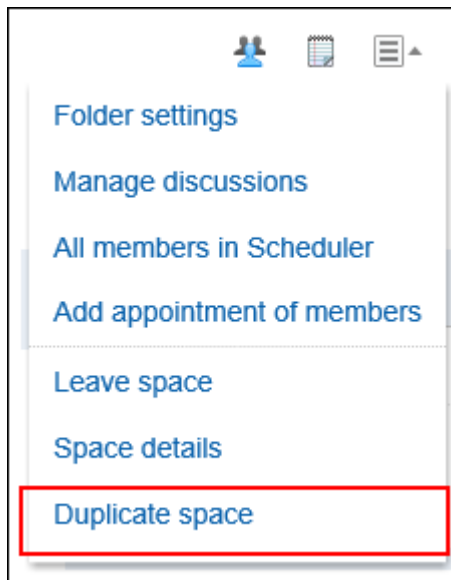 Folder settings
Manage discussions
All members in Scheduler
Add appointment of members
Leave space
Space details
Duplicate space